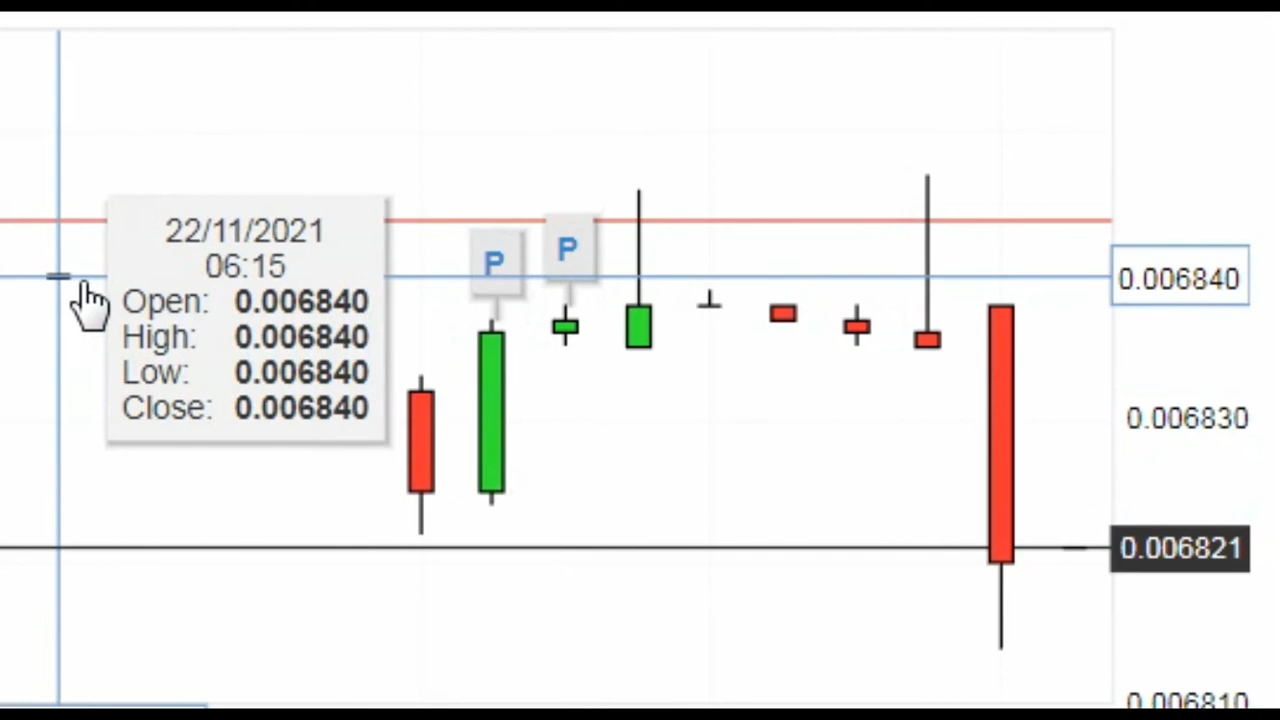 22/11/2021
06:15
Open: 0.006840
High: 0.006840
Low: 0.006840
Close: 0.006840
P
P
0.006840
0.006830
0.006821
0.006810